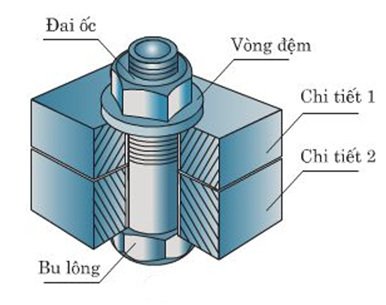 Đai ốc
Vòng đệm
Chi tiết 1
Chi tiết 2
Bu lông